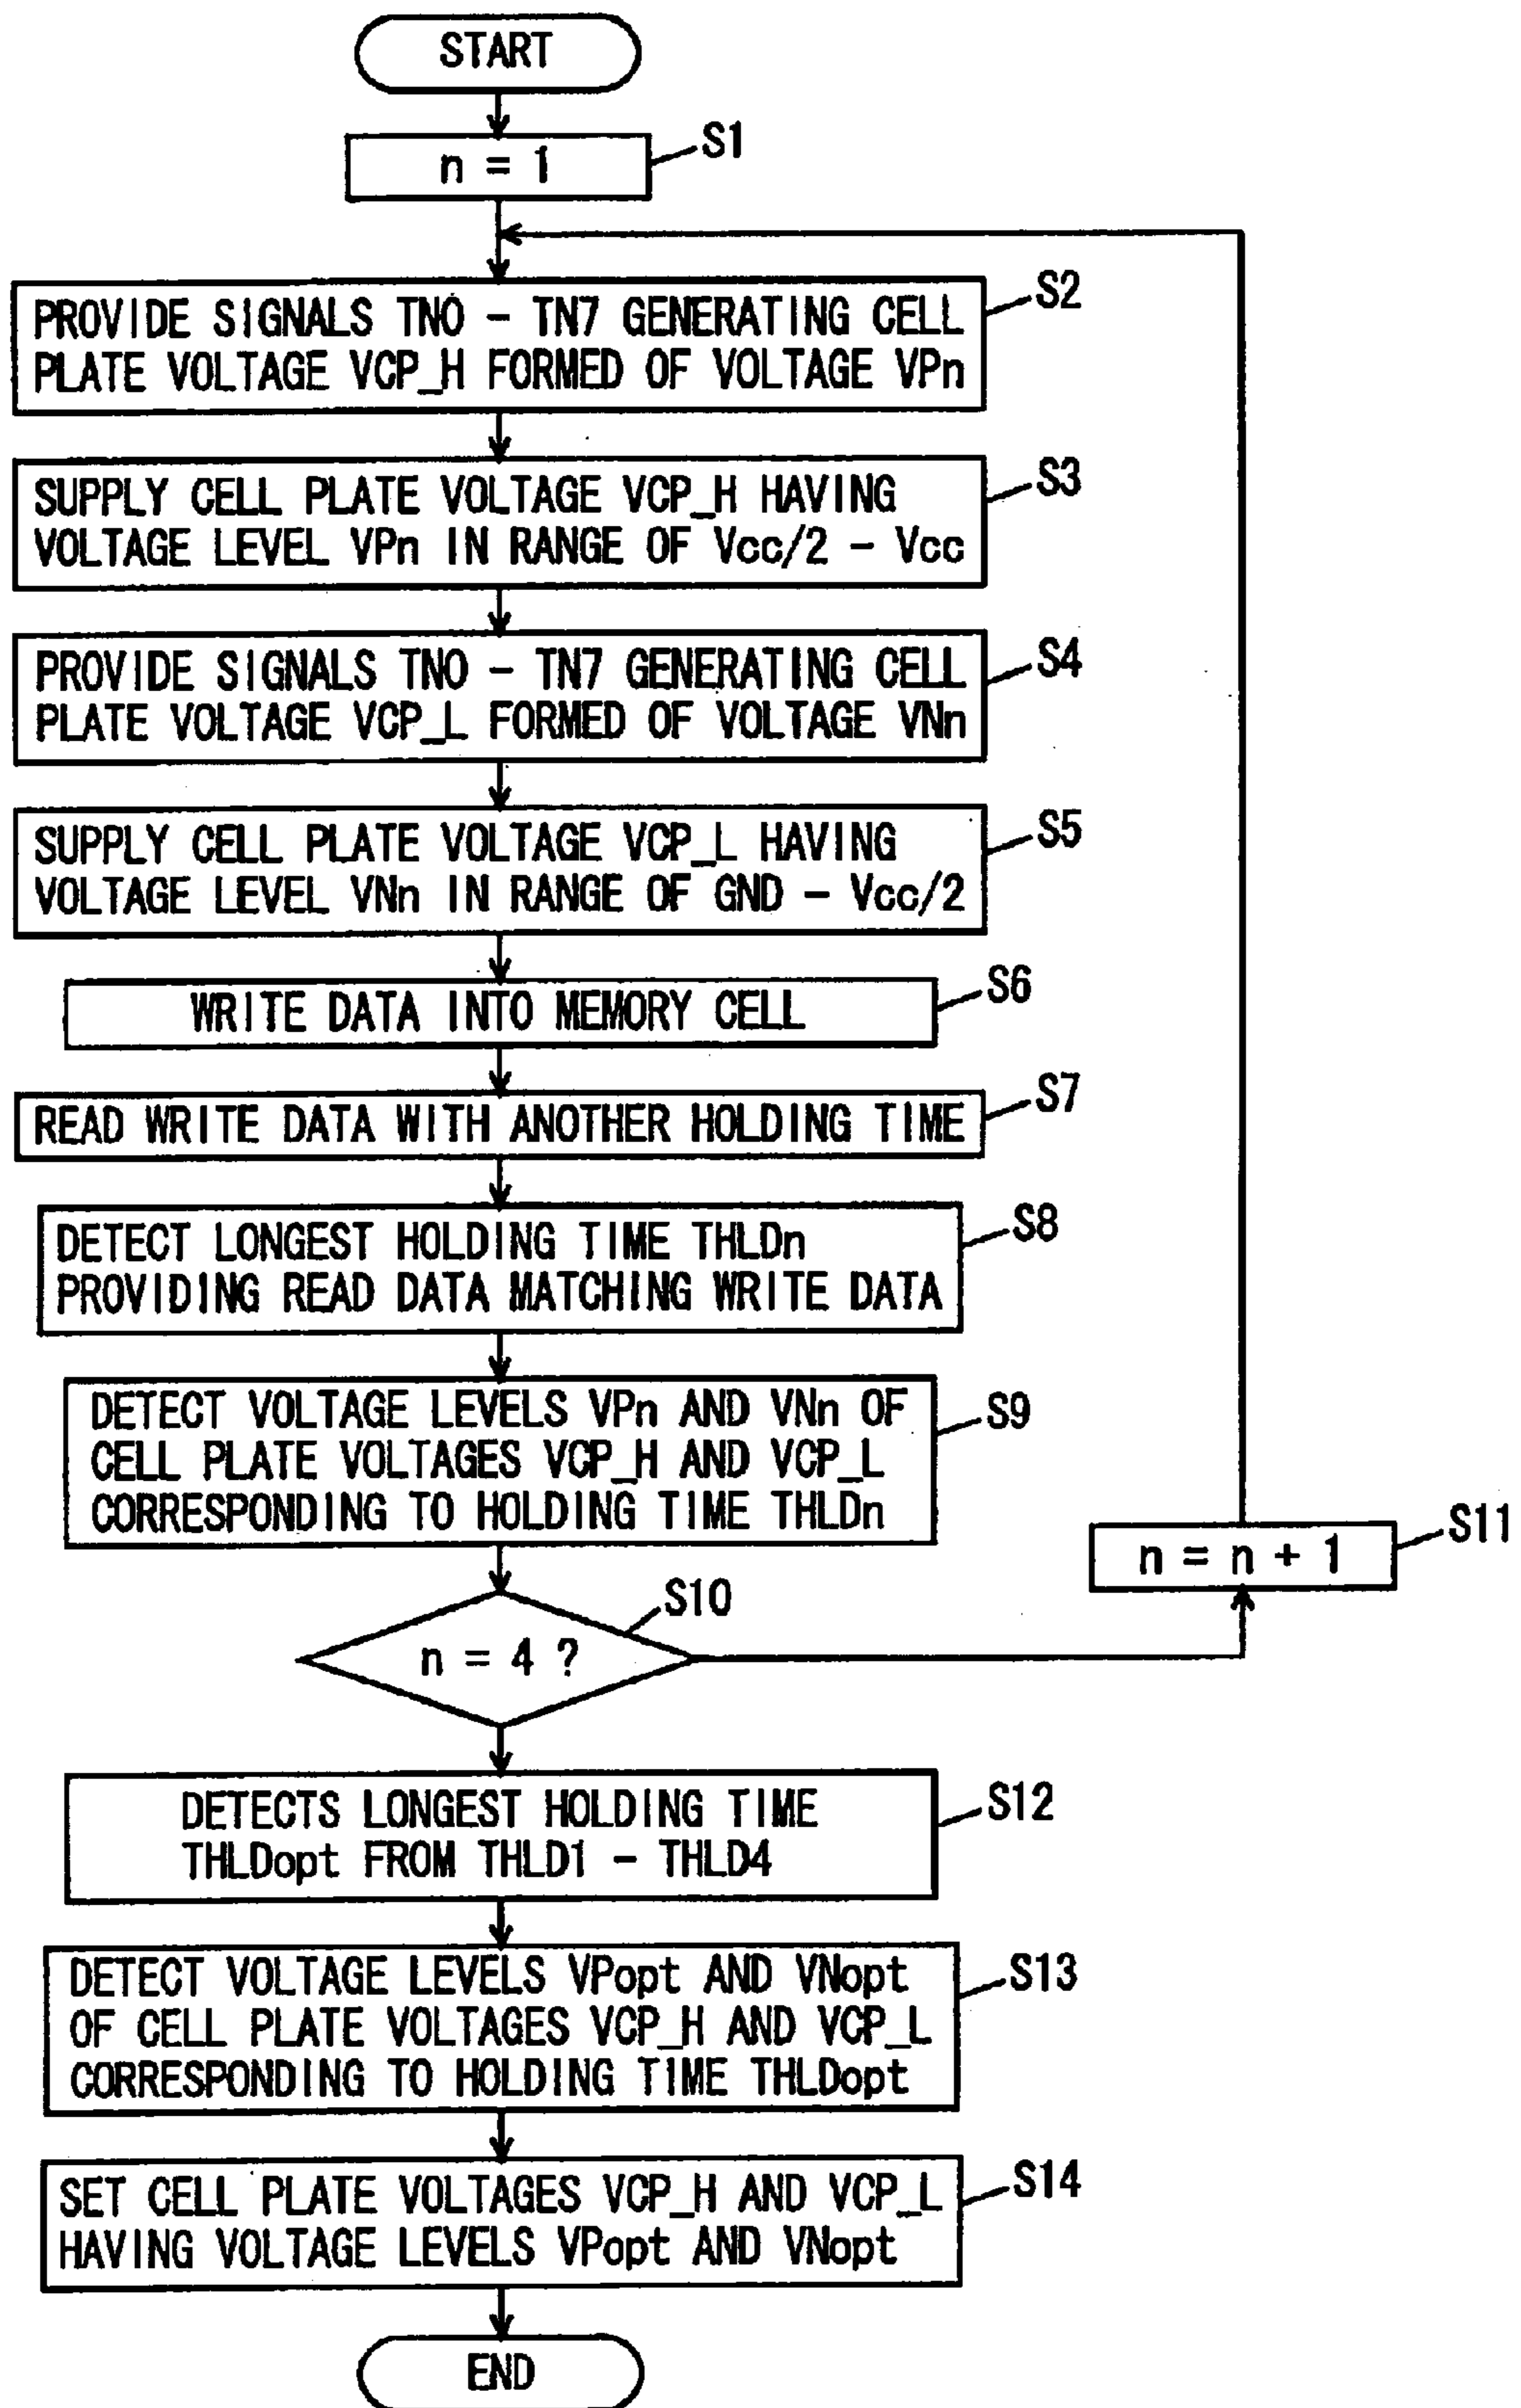 START
n = 1
S1
PROVIDE SIGNALS TN0 - TN7 GENERATING CELL
PLATE VOLTAGE VCP_H FORMED OF VOLTAGE VPn
S2
SUPPLY CELL PLATE VOLTAGE VCP_H HAVING
VOLTAGE LEVEL VPn IN RANGE OF Vcc/2 - Vcc
S3
PROVIDE SIGNALS TN0 - TN7 GENERATING CELL
PLATE VOLTAGE VCP_L FORMED OF VOLTAGE VNn
S4
SUPPLY CELL PLATE VOLTAGE VCP_L HAVING
VOLTAGE LEVEL VNn IN RANGE OF GND - Vcc/2
S5
WRITE DATA INTO MEMORY CELL
S6
READ WRITE DATA WITH ANOTHER HOLDING TIME
S7
DETECT LONGEST HOLDING TIME THLDn
PROVIDING READ DATA MATCHING WRITE DATA
S8
DETECT VOLTAGE LEVELS VPn AND VNn OF
CELL PLATE VOLTAGES VCP_H AND VCP_L
CORRESPONDING TO HOLDING TIME THLDn
S9
n = n + 1
S11
n = 4 ?
S10
DETECTS LONGEST HOLDING TIME
THLDopt FROM THLD1 - THLD4
S12
DETECT VOLTAGE LEVELS VPopt AND VNopt
OF CELL PLATE VOLTAGES VCP_H AND VCP_L
CORRESPONDING TO HOLDING TIME THLDopt
S13
SET CELL PLATE VOLTAGES VCP_H AND VCP_L
HAVING VOLTAGE LEVELS VPopt AND VNopt
S14
END